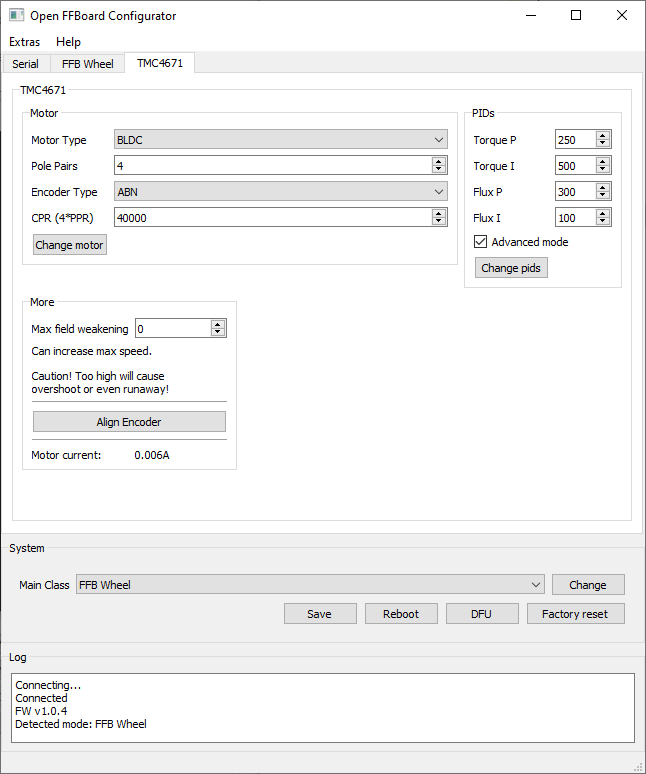 Open FFBoard Configurator
Extras Help
Serial FFB Wheel TMC4671
TMC4671
Motor
Motor Type BLDC
Pole Pairs 4
Encoder Type ABN
CPR (4*PPR) 40000
Change motor
PIDs
Torque P 250
Torque I 500
Flux P 300
Flux I 100
Advanced mode
Change pids
More
Max field weakening 0
Can increase max speed.
Caution! Too high will cause
overshoot or even runaway!
Align Encoder
Motor current: 0.006A
System
Main Class FFB Wheel Change
Save Reboot DFU Factory reset
Log
Connecting...
Connected
FW v1.0.4
Detected mode: FFB Wheel